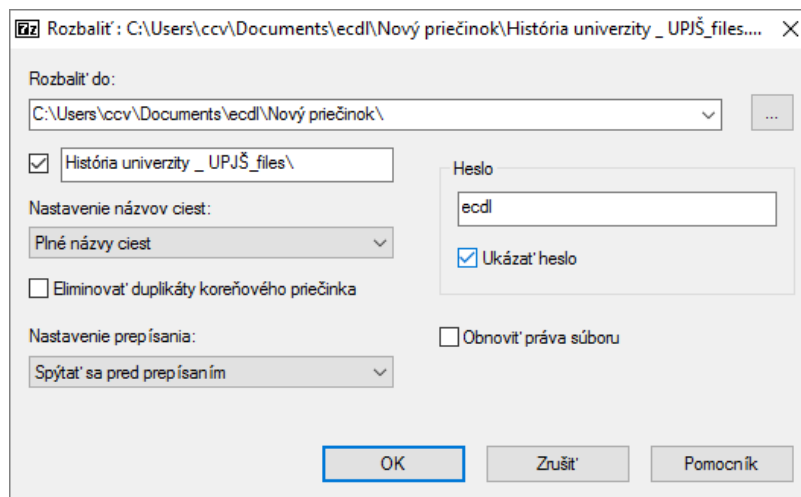 7z Rozbaliť : C:\Users\ccv\Documents\ecdl\Nový priečinok\História univerzity _ UPJŠ_files....
Rozbaliť do:
C:\Users\ccv\Documents\ecdl\Nový priečinok\
...
História univerzity _ UPJŠ_files\
Nastavenie názvov ciest:
Plné názvy ciest
Eliminovať duplikáty koreňového priečinka
Nastavenie prepísania:
Spýtať sa pred prepísaním
Heslo
ecdl
Ukázať heslo
Obnoviť práva súboru
OK
Zrušiť
Pomocník